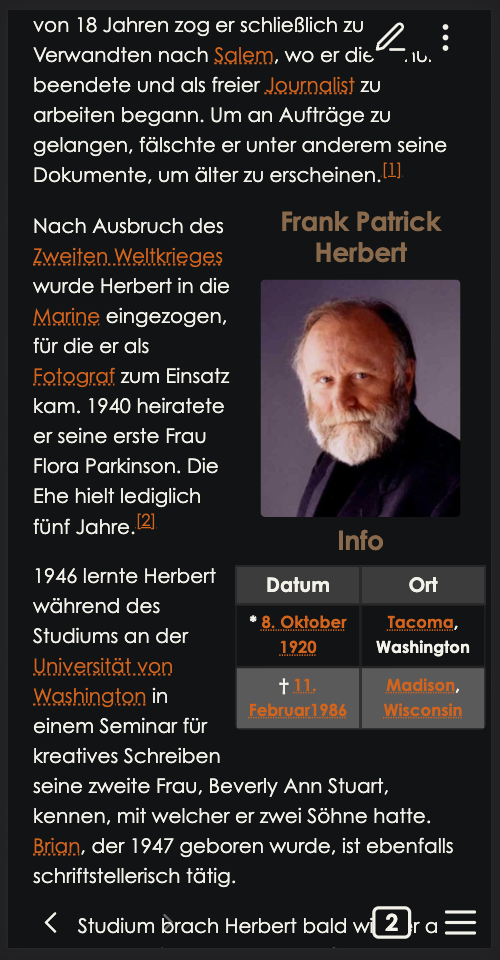 von 18 Jahren zog er schließlich zu
Verwandten nach Salem, wo er die
beendete und als freier Journalist zu
arbeiten begann. Um an Aufträge zu
gelangen, fälschte er unter anderem seine
Dokumente, um älter zu erscheinen.[1]
Nach Ausbruch des
Zweiten Weltkrieges
wurde Herbert in die
Marine eingezogen,
für die er als
Fotograf zum Einsatz
kam. 1940 heiratete
er seine erste Frau
Flora Parkinson. Die
Ehe hielt lediglich
fünf Jahre.[2]
Frank Patrick
Herbert
Info
Datum Ort
* 8. Oktober
1920
Tacoma,
Washington
† 11.
Februar1986
Madison,
Wisconsin
1946 lernte Herbert
während des
Studiums an der
Universität von
Washington in
einem Seminar für
kreatives Schreiben
seine zweite Frau, Beverly Ann Stuart,
kennen, mit welcher er zwei Söhne hatte.
Brian, der 1947 geboren wurde, ist ebenfalls
schriftstellerisch tätig.
Studium brach Herbert bald
2